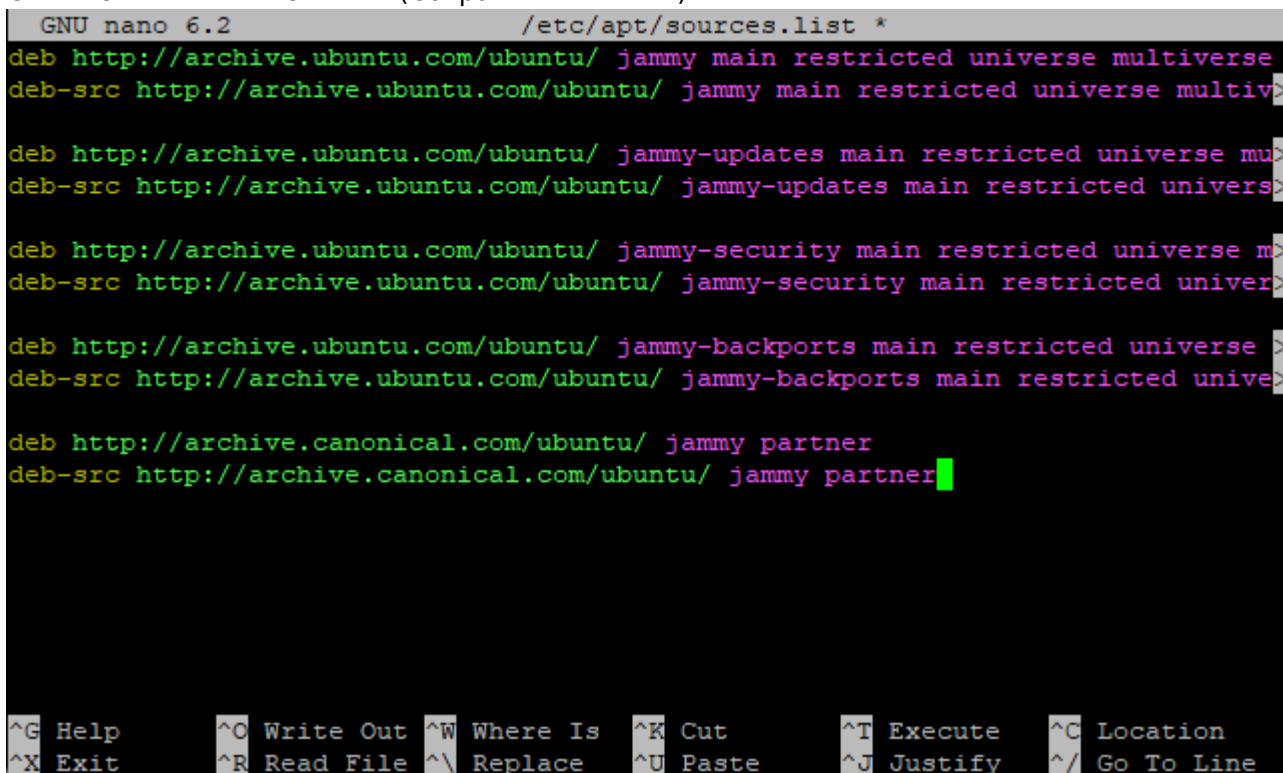 GNU nano 6.2 /etc/apt/sources.list *
deb http://archive.ubuntu.com/ubuntu/ jammy main restricted universe multiverse
deb-src http://archive.ubuntu.com/ubuntu/ jammy main restricted universe multiv>
deb http://archive.ubuntu.com/ubuntu/ jammy-updates main restricted universe mu>
deb-src http://archive.ubuntu.com/ubuntu/ jammy-updates main restricted univers>
deb http://archive.ubuntu.com/ubuntu/ jammy-security main restricted universe m>
deb-src http://archive.ubuntu.com/ubuntu/ jammy-security main restricted univer>
deb http://archive.ubuntu.com/ubuntu/ jammy-backports main restricted universe >
deb-src http://archive.ubuntu.com/ubuntu/ jammy-backports main restricted unive>
deb http://archive.canonical.com/ubuntu/ jammy partner
deb-src http://archive.canonical.com/ubuntu/ jammy partner
^G Help ^O Write Out ^W Where Is ^K Cut ^T Execute ^C Location
^X Exit ^R Read File ^\ Replace ^U Paste ^J Justify ^/ Go To Line